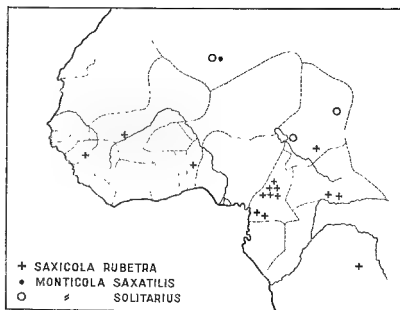 + SAXICOLA RUBETRA
• MONTICOLA SAXATILIS
O 〃 SOLITARIUS